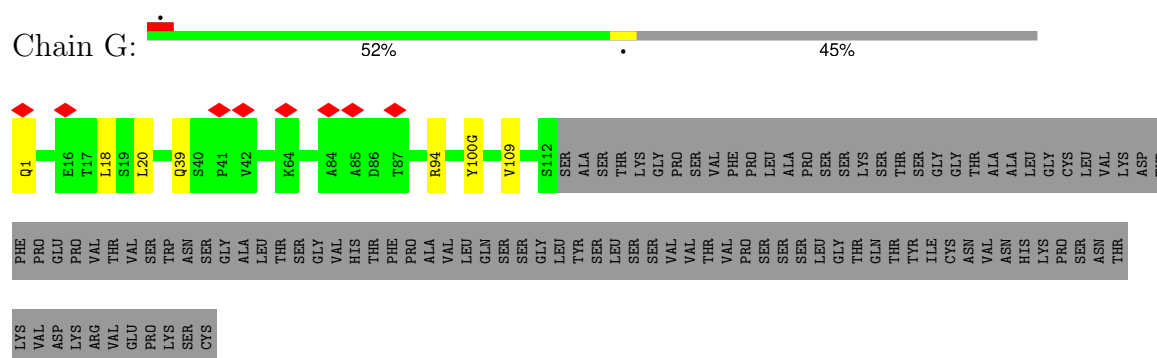 •
Chain G:
52% • 45%
Q1 E16 T17 L18 S19 L20 Q39 S40 P41 V42 K64 A84 A85 D86 T87 R94 Y100G V109 S112 SER ALA SER THR LYS GLY PRO SER VAL PHE PRO LEU ALA PRO SER SER LYS SER THR SER GLY GLY THR ALA ALA LEU GLY CYS LEU VAL LYS ASP
PHE PRO GLU PRO VAL THR VAL SER TRP ASN SER GLY ALA LEU THR SER GLY VAL HIS THR PHE PRO ALA VAL LEU GLN SER SER GLY LEU TYR SER LEU SER SER VAL VAL THR VAL PRO SER SER SER LEU GLY THR GLN THR TYR ILE CYS ASN VAL ASN HIS LYS PRO SER ASN THR
LYS VAL ASP LYS ARG VAL GLU PRO LYS SER CYS